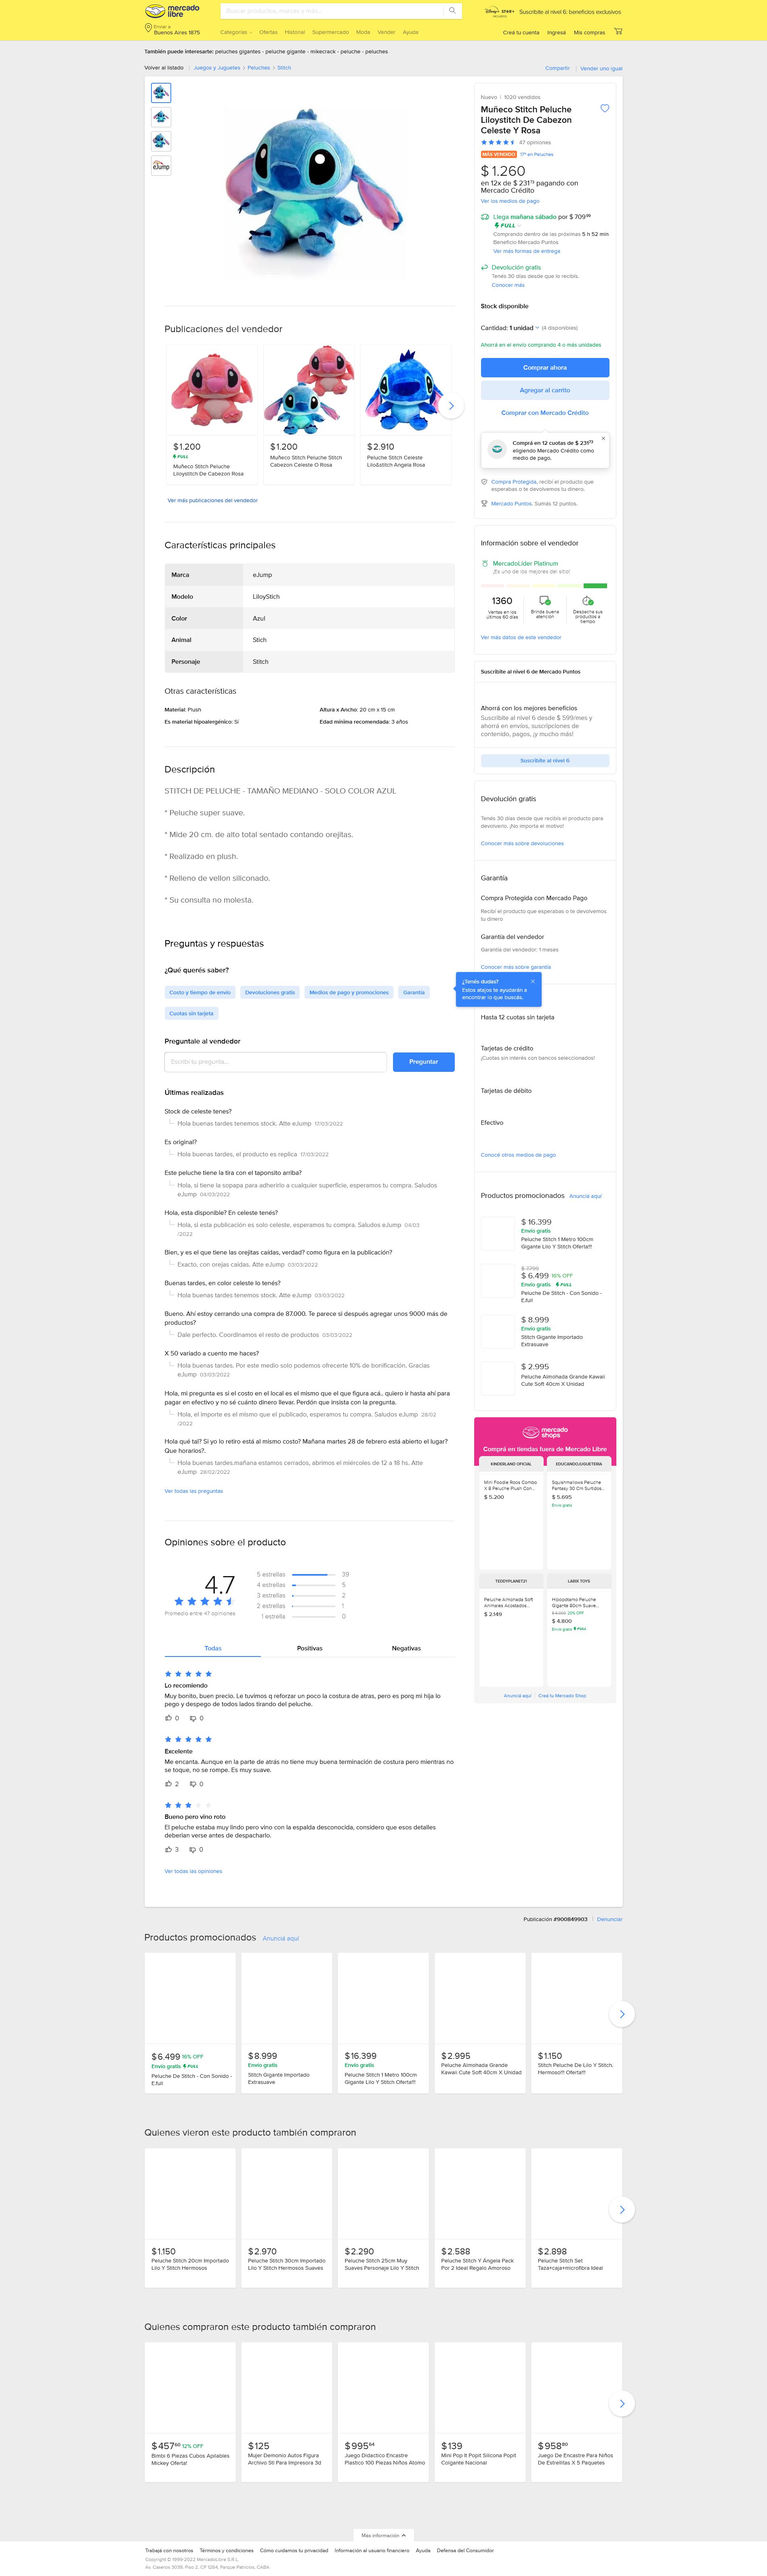 mercado
libre
Buscar productos, marcas y más...
Disney+ STAR+
Suscribite al nivel 6: beneficios exclusivos
Enviar a
Buenos Aires 1875
Categorías
Ofertas
Historial
Supermercado
Moda
Vender
Ayuda
Creá tu cuenta
Ingresá
Mis compras
También puede interesarte: peluches gigantes - peluche gigante - mikecrack - peluche - peluches
Volver al listado | Juegos y Juguetes > Peluches > Stitch
Compartir | Vender uno igual
eJump
Nuevo | 1020 vendidos
Muñeco Stitch Peluche
Liloystitch De Cabezon
Celeste Y Rosa
47 opiniones
MÁS VENDIDO 17º en Peluches
$ 1.260
en 12x de $ 231 73 pagando con
Mercado Crédito
Ver los medios de pago
Llega mañana sábado por $ 709 99
FULL
Comprando dentro de las próximas 5 h 52 min
Beneficio Mercado Puntos
Ver más formas de entrega
Devolución gratis
Tenés 30 días desde que lo recibís.
Conocer más
Stock disponible
Cantidad: 1 unidad (4 disponibles)
Ahorrá en el envío comprando 4 o más unidades
Comprar ahora
Agregar al carrito
Comprar con Mercado Crédito
Comprá en 12 cuotas de $ 231 73
eligiendo Mercado Crédito como
medio de pago.
Compra Protegida, recibí el producto que
esperabas o te devolvemos tu dinero.
Mercado Puntos. Sumás 12 puntos.
Publicaciones del vendedor
$ 1.200
FULL
Muñeco Stitch Peluche
Liloystitch De Cabezon Rosa
$ 1.200
Muñeco Stitch Peluche Stitch
Cabezon Celeste O Rosa
$ 2.910
Peluche Stitch Celeste
Lilo&stitch Angela Rosa
Ver más publicaciones del vendedor
Información sobre el vendedor
MercadoLíder Platinum
¡Es uno de los mejores del sitio!
1360
Ventas en los
últimos 60 días
Brinda buena
atención
Despacha sus
productos a
tiempo
Ver más datos de este vendedor
Suscribite al nivel 6 de Mercado Puntos
Ahorrá con los mejores beneficios
Suscribite al nivel 6 desde $ 599/mes y
ahorrá en envíos, suscripciones de
contenido, pagos, ¡y mucho más!
Suscribite al nivel 6
Devolución gratis
Tenés 30 días desde que recibís el producto para
devolverlo. ¡No importa el motivo!
Conocer más sobre devoluciones
Garantía
Compra Protegida con Mercado Pago
Recibí el producto que esperabas o te devolvemos
tu dinero
Garantía del vendedor
Garantía del vendedor: 1 meses
Conocer más sobre garantía
Hasta 12 cuotas sin tarjeta
Tarjetas de crédito
¡Cuotas sin interés con bancos seleccionados!
Tarjetas de débito
Efectivo
Conocé otros medios de pago
Características principales
Marca eJump
Modelo LiloyStich
Color Azul
Animal Stich
Personaje Stitch
Otras características
Material: Plush
Altura x Ancho: 20 cm x 15 cm
Es material hipoalergénico: Sí
Edad mínima recomendada: 3 años
Descripción
STITCH DE PELUCHE - TAMAÑO MEDIANO - SOLO COLOR AZUL
* Peluche super suave.
* Mide 20 cm. de alto total sentado contando orejitas.
* Realizado en plush.
* Relleno de vellon siliconado.
* Su consulta no molesta.
Preguntas y respuestas
¿Qué querés saber?
Costo y tiempo de envío
Devoluciones gratis
Medios de pago y promociones
Garantía
Cuotas sin tarjeta
¿Tenés dudas?
Estos atajos te ayudarán a
encontrar lo que buscás.
Preguntale al vendedor
Escribí tu pregunta...
Preguntar
Últimas realizadas
Stock de celeste tenes?
Hola buenas tardes tenemos stock. Atte eJump 17/03/2022
Es original?
Hola buenas tardes, el producto es replica 17/03/2022
Este peluche tiene la tira con el taponsito arriba?
Hola, si tiene la sopapa para adherirlo a cualquier superficie, esperamos tu compra. Saludos
eJump 04/03/2022
Hola, esta disponible? En celeste tenés?
Hola, si esta publicación es solo celeste, esperamos tu compra. Saludos eJump 04/03
/2022
Bien, y es el que tiene las orejitas caídas, verdad? como figura en la publicación?
Exacto, con orejas caídas. Atte eJump 03/03/2022
Buenas tardes, en color celeste lo tenés?
Hola buenas tardes tenemos stock. Atte eJump 03/03/2022
Bueno. Ahí estoy cerrando una compra de 87.000. Te parece si después agregar unos 9000 más de
productos?
Dale perfecto. Coordinamos el resto de productos 03/03/2022
X 50 variado a cuento me haces?
Hola buenas tardes. Por este medio solo podemos ofrecerte 10% de bonificación. Gracias
eJump 03/03/2022
Hola, mi pregunta es si el costo en el local es el mismo que el que figura acá.. quiero ir hasta ahí para
pagar en efectivo y no sé cuánto dinero llevar. Perdón que insista con la pregunta.
Hola, el importe es el mismo que el publicado, esperamos tu compra. Saludos eJump 28/02
/2022
Hola qué tal? Si yo lo retiro está al mismo costo? Mañana martes 28 de febrero está abierto el lugar?
Que horarios?.
Hola buenas tardes.mañana estamos cerrados, abrimos el miércoles de 12 a 18 hs. Atte
eJump 28/02/2022
Ver todas las preguntas
Productos promocionados Anunciá aquí
$ 16.399
Envío gratis
Peluche Stitch 1 Metro 100cm
Gigante Lilo Y Stitch Oferta!!!
$ 7.799
$ 6.499 16% OFF
Envío gratis FULL
Peluche De Stitch - Con Sonido -
E.full
$ 8.999
Envío gratis
Stitch Gigante Importado
Extrasuave
$ 2.995
Peluche Almohada Grande Kawaii
Cute Soft 40cm X Unidad
mercado
shops
Comprá en tiendas fuera de Mercado Libre
KINDERLAND OFICIAL
EDUCANDOJUGUETERIA
Mini Foodie Roos Combo
X 8 Peluche Plush Con...
$ 5.200
Squishmallows Peluche
Fantasy 30 Cm Surtidos...
$ 5.695
Envío gratis
TEDDYPLANET21
LARIX TOYS
Peluche Almohada Soft
Animales Acostados...
$ 2.149
Hipopótamo Peluche
Gigante 80cm Suave...
20% OFF
$ 4.800
Envío gratis FULL
Anunciá aquí | Creá tu Mercado Shop
Opiniones sobre el producto
4.7
Promedio entre 47 opiniones
5 estrellas 39
4 estrellas 5
3 estrellas 2
2 estrellas 1
1 estrella 0
Todas
Positivas
Negativas
Lo recomiendo
Muy bonito, buen precio. Le tuvimos q reforzar un poco la costura de atras, pero es porq mi hija lo
pego y despego de todos lados tirando del peluche.
0 0
Excelente
Me encanta. Aunque en la parte de atrás no tiene muy buena terminación de costura pero mientras no
se toque, no se rompe. Es muy suave.
2 0
Bueno pero vino roto
El peluche estaba muy lindo pero vino con la espalda desconocida, considero que esos detalles
deberían verse antes de despacharlo.
3 0
Ver todas las opiniones
Publicación #900849903 | Denunciar
Productos promocionados Anunciá aquí
$ 6.499 16% OFF
Envío gratis FULL
Peluche De Stitch - Con Sonido -
E.full
$ 8.999
Envío gratis
Stitch Gigante Importado
Extrasuave
$ 16.399
Envío gratis
Peluche Stitch 1 Metro 100cm
Gigante Lilo Y Stitch Oferta!!!
$ 2.995
Peluche Almohada Grande
Kawaii Cute Soft 40cm X Unidad
$ 1.150
Stitch Peluche De Lilo Y Stitch,
Hermoso!!! Oferta!!!
Quienes vieron este producto también compraron
$ 1.150
Peluche Stitch 20cm Importado
Lilo Y Stitch Hermosos
$ 2.970
Peluche Stitch 30cm Importado
Lilo Y Stitch Hermosos Suaves
$ 2.290
Peluche Stitch 25cm Muy
Suaves Personaje Lilo Y Stitch
$ 2.588
Peluche Stitch Y Ángela Pack
Por 2 Ideal Regalo Amoroso
$ 2.898
Peluche Stitch Set
Taza+caja+microfibra Ideal
Quienes compraron este producto también compraron
$ 457 60 12% OFF
Bimbi 6 Piezas Cubos Apilables
Mickey Oferta!
$ 125
Mujer Demonio Autos Figura
Archivo Stl Para Impresora 3d
$ 995 64
Juego Didactico Encastre
Plastico 100 Piezas Niños Atomo
$ 139
Mini Pop It Popit Silicona Popit
Colgante Nacional
$ 958 80
Juego De Encastre Para Niños
De Estrellitas X 5 Paquetes
Más información
Trabajá con nosotros
Términos y condiciones
Cómo cuidamos tu privacidad
Información al usuario financiero
Ayuda
Defensa del Consumidor
Copyright © 1999-2022 MercadoLibre S.R.L.
Av. Caseros 3039, Piso 2, CP 1264, Parque Patricios, CABA